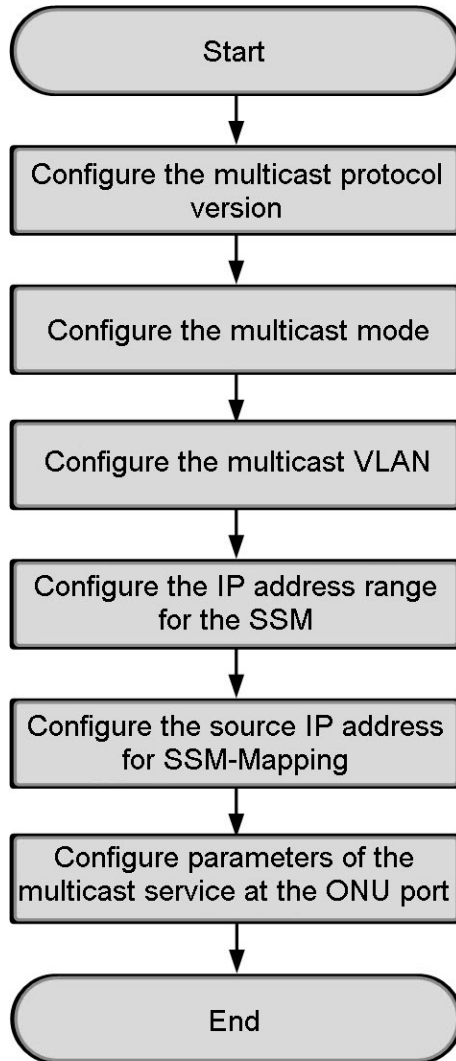 Start
Configure the multicast protocol
version
Configure the multicast mode
Configure the multicast VLAN
Configure the IP address range
for the SSM
Configure the source IP address
for SSM-Mapping
Configure parameters of the
multicast service at the ONU port
End